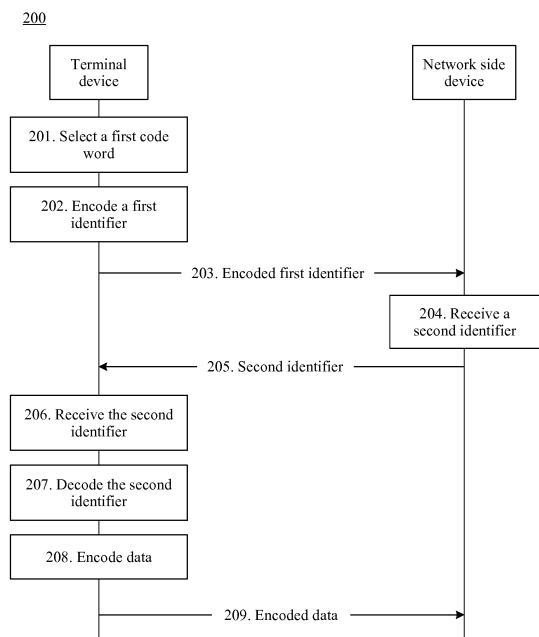 200
Terminal
device
Network side
device
201. Select a first code
word
202. Encode a first
identifier
203. Encoded first identifier
204. Receive a
second identifier
205. Second identifier
206. Receive the second
identifier
207. Decode the second
identifier
208. Encode data
209. Encoded data